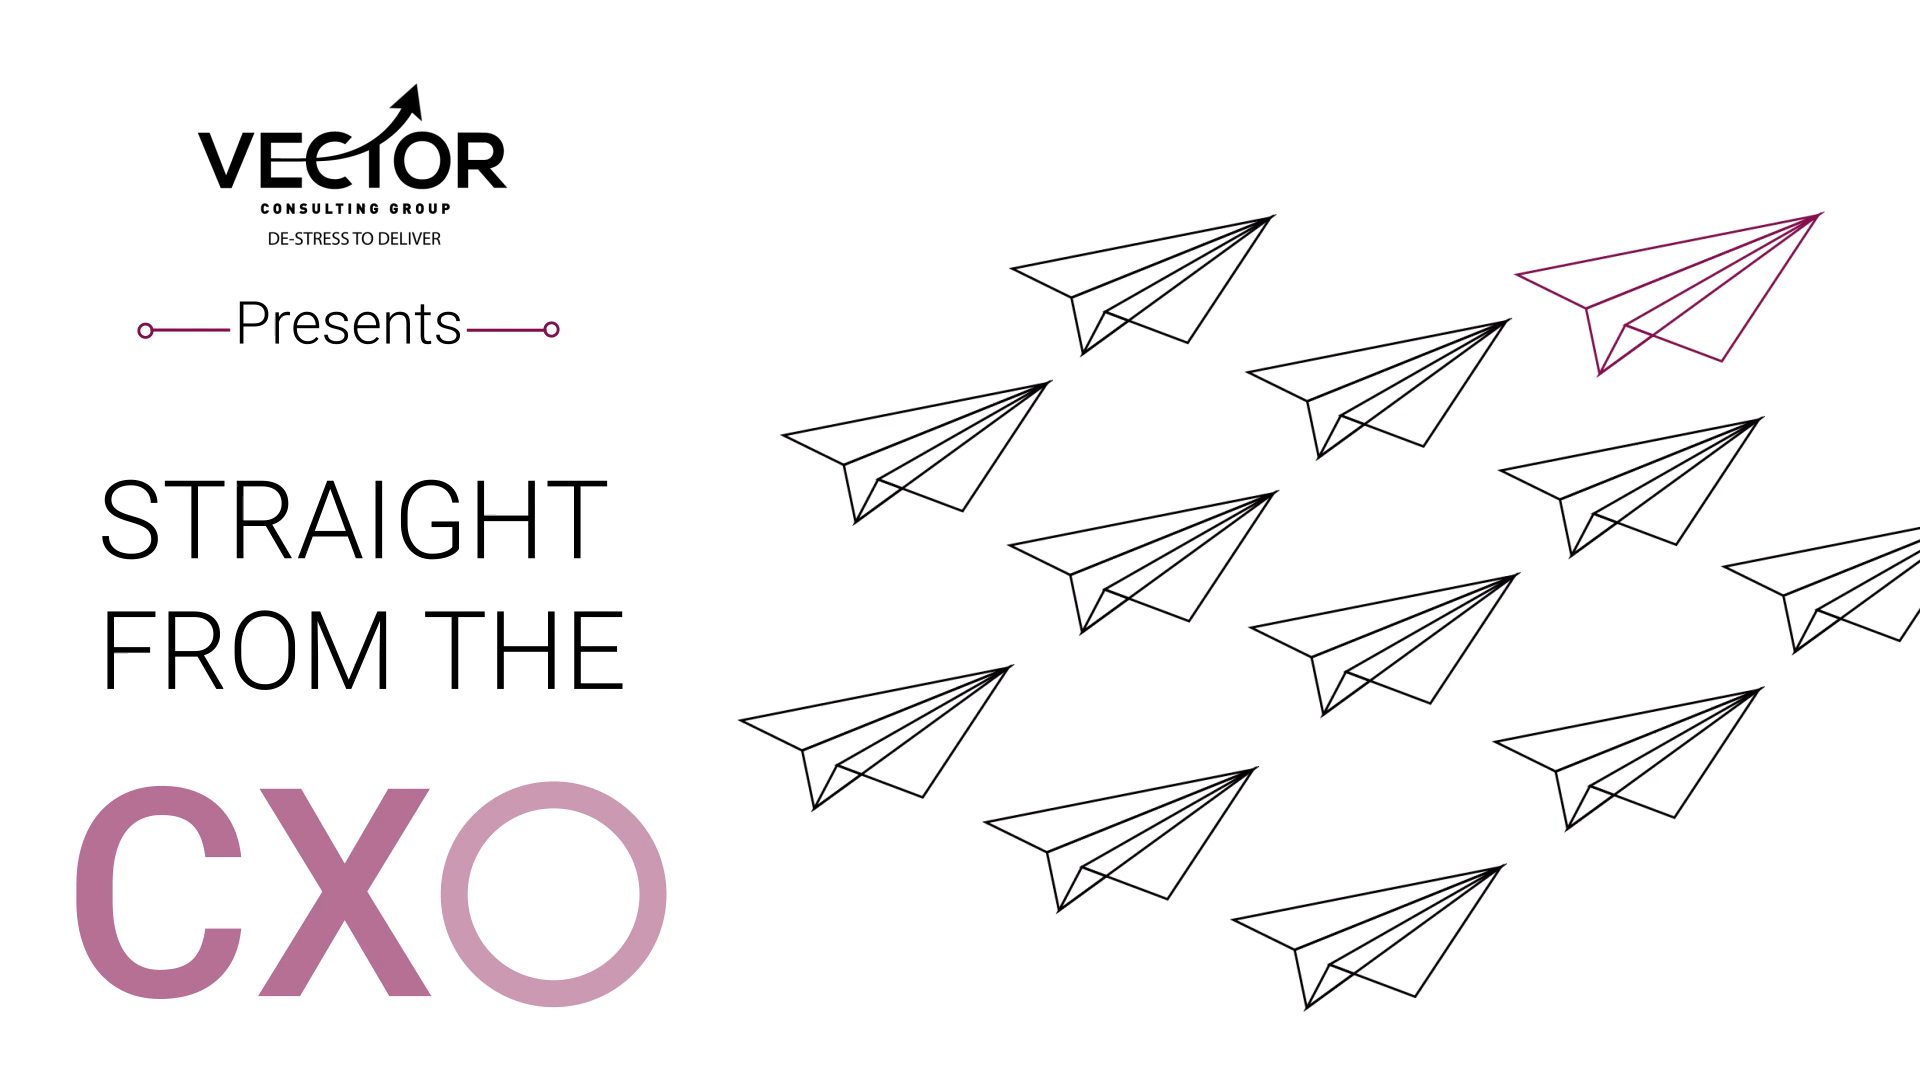 VECTOR
CONSULTING GROUP
DE-STRESS TO DELIVER
Presents
STRAIGHT
FROM THE
CXO